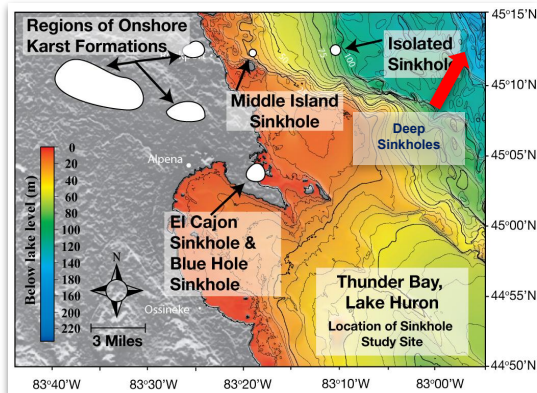 Regions of Onshore
Karst Formations
Isolated
Sinkhole
Middle Island
Sinkhole
Deep
Sinkholes
Alpena
El Cajon
Sinkhole &
Blue Hole
Sinkhole
Thunder Bay,
Lake Huron
Location of Sinkhole
Study Site
Ossineke
N
3 Miles
Below lake level (m)
0
20
40
60
80
100
120
140
160
180
200
220
100
45°15'N
45°10'N
45°05'N
45°00'N
44°55'N
44°50'N
83°40'W
83°30'W
83°20'W
83°10'W
83°00'W